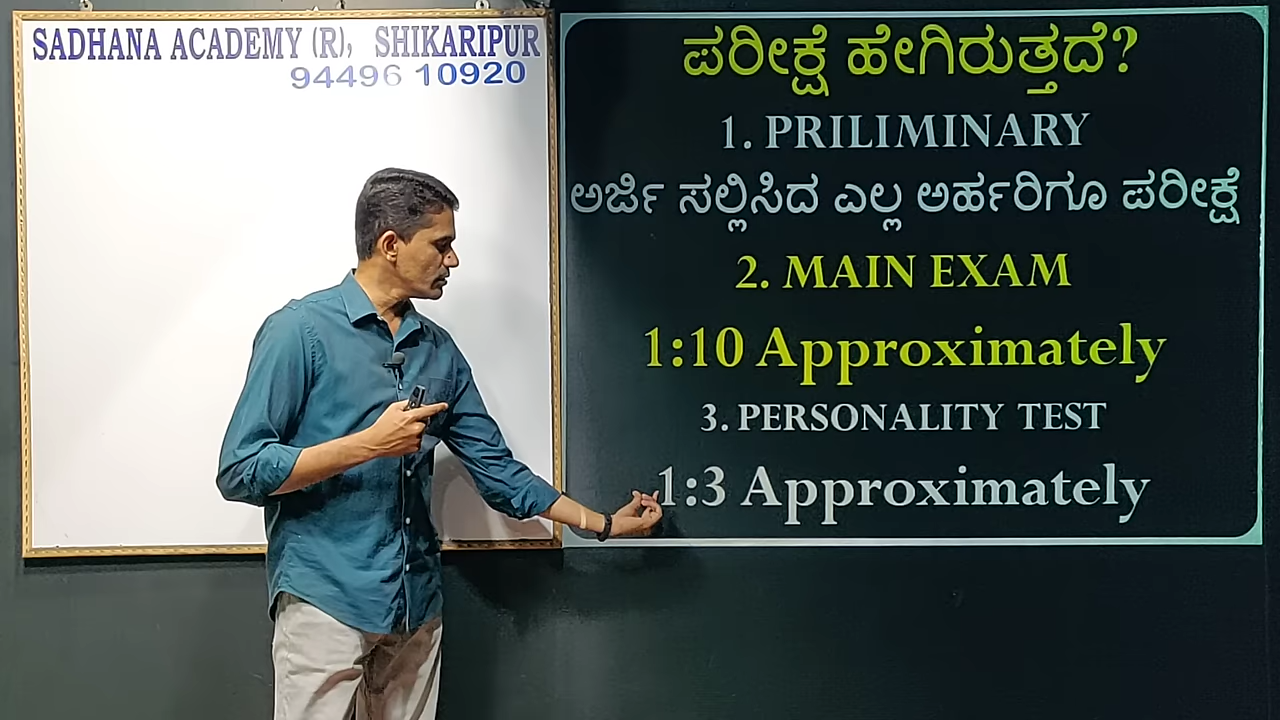 SADHANA ACADEMY (R), SHIKARIPUR
94496 10920
ಪರೀಕ್ಷೆ ಹೇಗಿರುತ್ತದೆ?
1. PRILIMINARY
ಅರ್ಜಿ ಸಲ್ಲಿಸಿದ ಎಲ್ಲ ಅರ್ಹರಿಗೂ ಪರೀಕ್ಷೆ
2. MAIN EXAM
1:10 Approximately
3. PERSONALITY TEST
1:3 Approximately